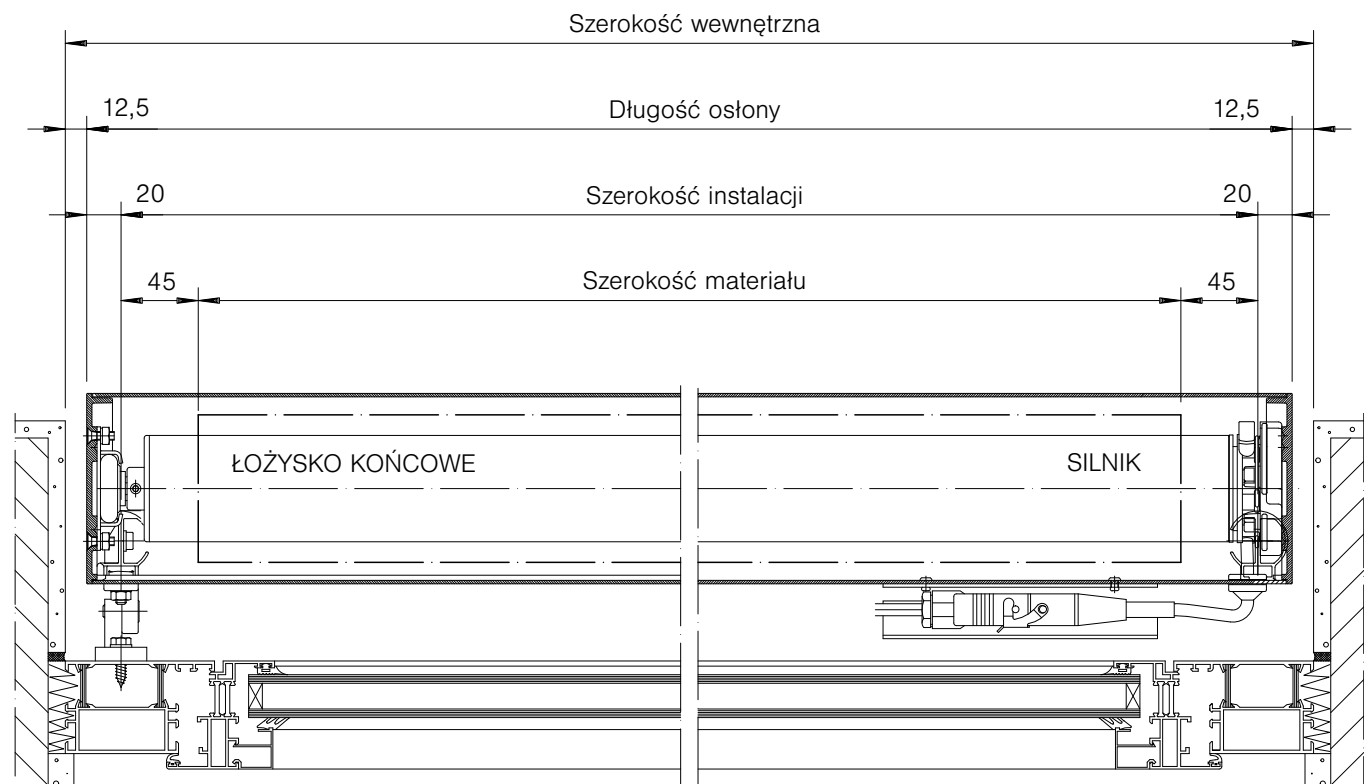 Szerokość wewnętrzna
12,5 Długość osłony 12,5
20 Szerokość instalacji 20
45 Szerokość materiału 45
ŁOŻYSKO KOŃCOWE SILNIK